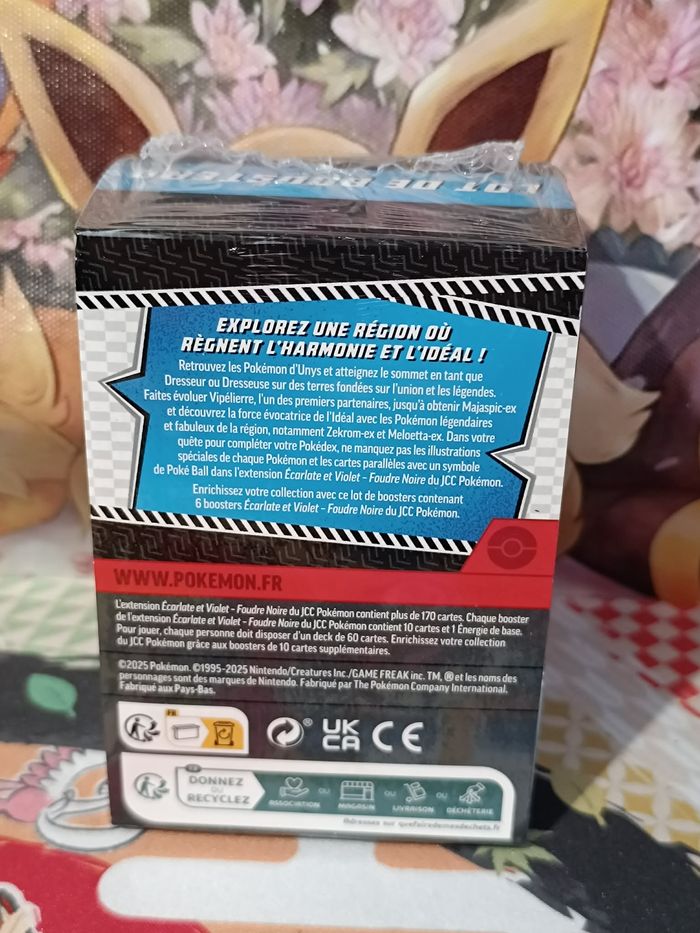 LOT DE BOOSTERS
EXPLOREZ UNE RÉGION OÙ
RÈGNENT L'HARMONIE ET L'IDÉAL !
Retrouvez les Pokémon d'Unys et atteignez le sommet en tant que
Dresseur ou Dresseuse sur des terres fondées sur l'union et les légendes.
Faites évoluer Vipélierre, l'un des premiers partenaires, jusqu'à obtenir Majaspic-ex
et découvrez la force évocatrice de l'Idéal avec les Pokémon légendaires
et fabuleux de la région, notamment Zekrom-ex et Meloetta-ex. Dans votre
quête pour compléter votre Pokédex, ne manquez pas les illustrations
spéciales de chaque Pokémon et les cartes parallèles avec un symbole
de Poké Ball dans l'extension Écarlate et Violet – Foudre Noire du JCC Pokémon.
Enrichissez votre collection avec ce lot de boosters contenant
6 boosters Écarlate et Violet – Foudre Noire du JCC Pokémon.
WWW.POKEMON.FR
L'extension Écarlate et Violet – Foudre Noire du JCC Pokémon contient plus de 170 cartes. Chaque booster
de l'extension Écarlate et Violet – Foudre Noire du JCC Pokémon contient 10 cartes et 1 Énergie de base.
Pour jouer, chaque personne doit disposer d'un deck de 60 cartes. Enrichissez votre collection
du JCC Pokémon grâce aux boosters de 10 cartes supplémentaires.
©2025 Pokémon. ©1995-2025 Nintendo/Creatures Inc./GAME FREAK inc. TM, ® et les noms des
personnages sont des marques de Nintendo. Fabriqué par The Pokémon Company International.
Fabriqué aux Pays-Bas.
FR
® UK CA CE
FR
DONNEZ
OU
RECYCLEZ
ASSOCIATION OU MAGASIN OU LIVRAISON OU DÉCHÈTERIE
Adresses sur quefairedemesdechets.fr